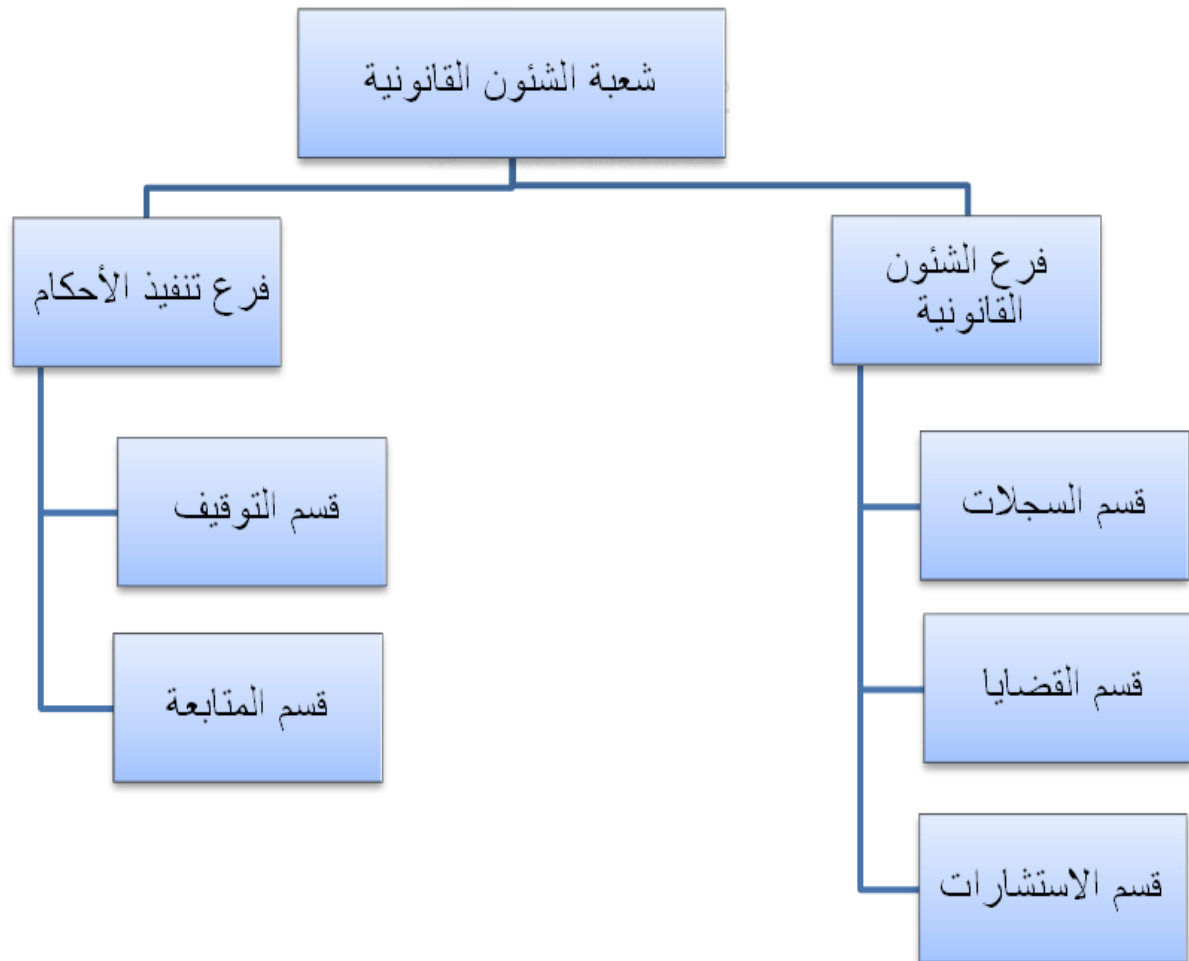 شعبة الشئون القانونية
فرع الشئون
القانونية
قسم السجلات
قسم القضايا
قسم الاستشارات
فرع تنفيذ الأحكام
قسم التوقيف
قسم المتابعة